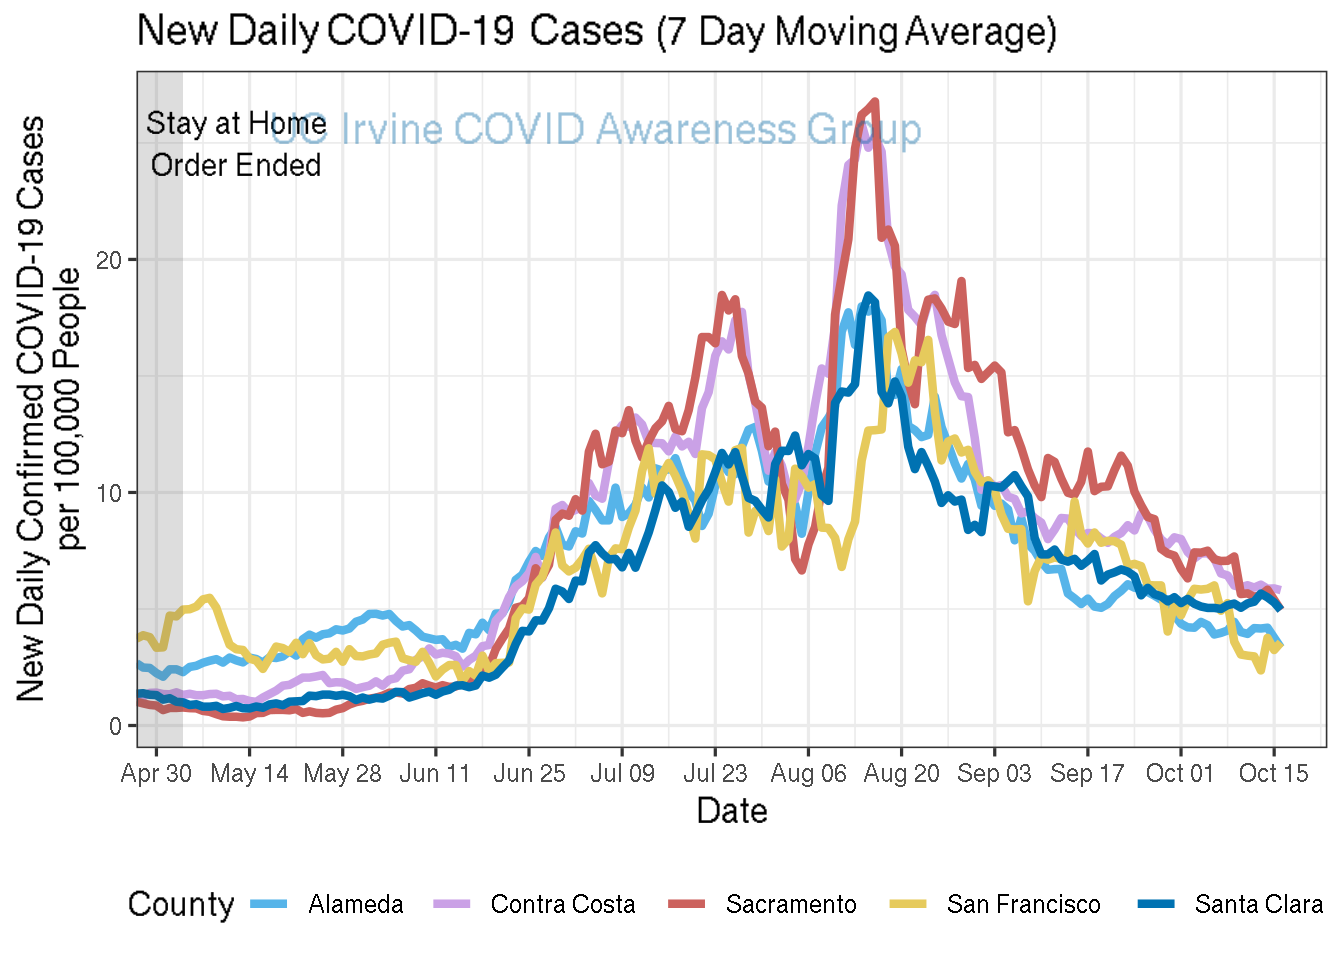 New Daily COVID-19 Cases (7 Day Moving Average)
UC Irvine COVID Awareness Group
Stay at Home
Order Ended
New Daily Confirmed COVID-19 Cases
per 100,000 People
20
10
0
Apr 30 May 14 May 28 Jun 11 Jun 25 Jul 09 Jul 23 Aug 06 Aug 20 Sep 03 Sep 17 Oct 01 Oct 15
Date
County Alameda Contra Costa Sacramento San Francisco Santa Clara